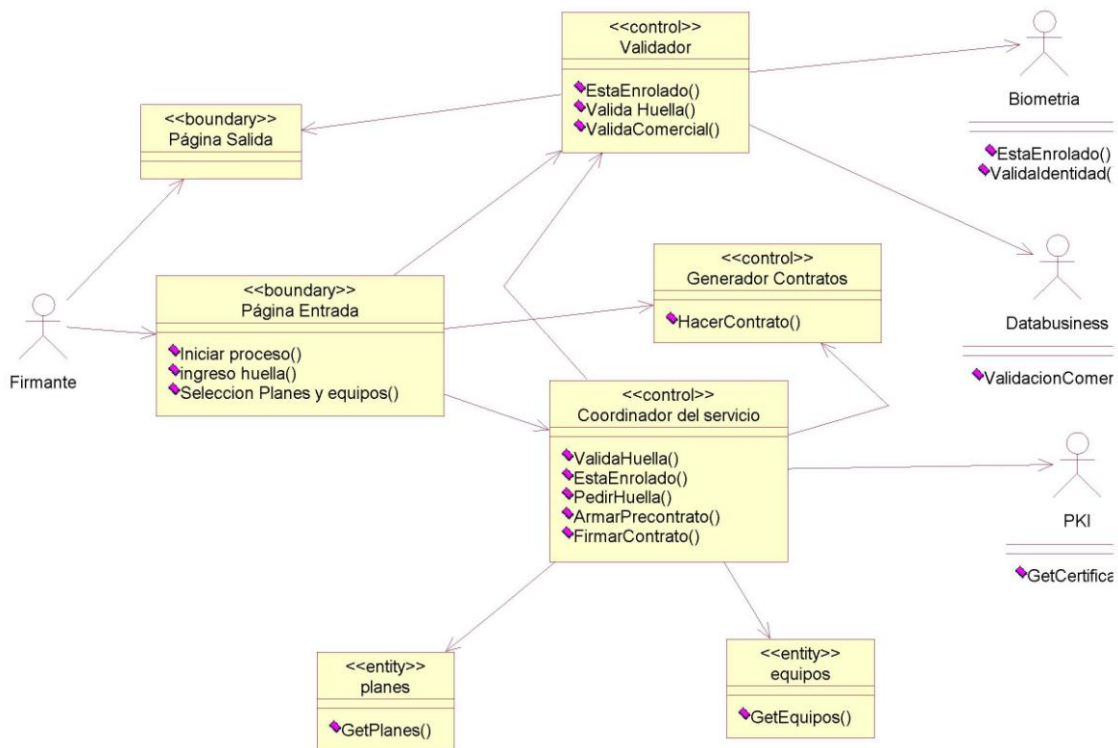 <<control>>
Validador
EstaEnrolado()
Valida Huella()
ValidaComercial()
Biometria
EstaEnrolado()
ValidaIdentidad(
<<boundary>>
Página Salida
<<control>>
Generador Contratos
HacerContrato()
Databusiness
ValidacionComer
Firmante
<<boundary>>
Página Entrada
Iniciar proceso()
ingreso huella()
Seleccion Planes y equipos()
<<control>>
Coordinador del servicio
ValidaHuella()
EstaEnrolado()
PedirHuella()
ArmarPrecontrato()
FirmarContrato()
PKI
GetCertifica
<<entity>>
planes
GetPlanes()
<<entity>>
equipos
GetEquipos()